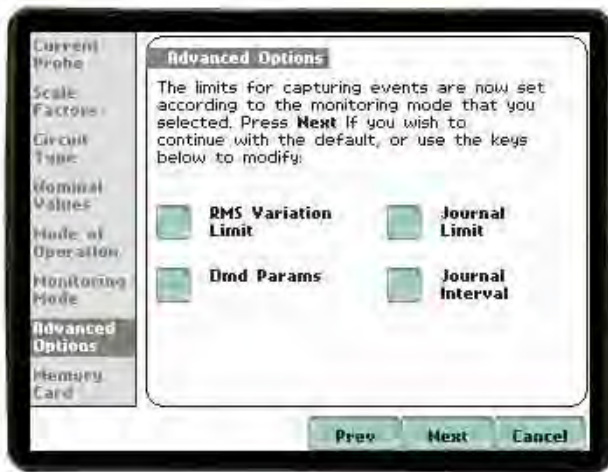 Current
Probe
Scale
Factors
Circuit
Type
Nominal
Values
Mode of
Operation
Monitoring
Mode
Advanced
Options
Memory
Card
Advanced Options
The limits for capturing events are now set
according to the monitoring mode that you
selected. Press Next If you wish to
continue with the default, or use the keys
below to modify:
RMS Variation
Limit
Journal
Limit
Dmd Params
Journal
Interval
Prev
Next
Cancel